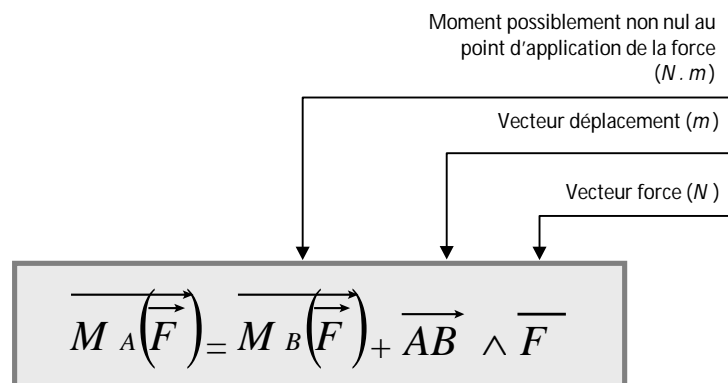 Moment possiblement non nul au
point d'application de la force
(N . m)
Vecteur déplacement (m)
Vecteur force (N)
M A(F) = M B(F) + AB ∧ F